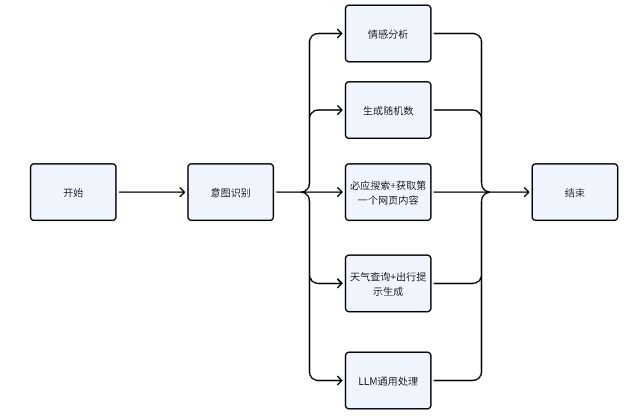 情感分析
生成随机数
开始
意图识别
必应搜索+获取第
一个网页内容
结束
天气查询+出行提
示生成
LLM通用处理